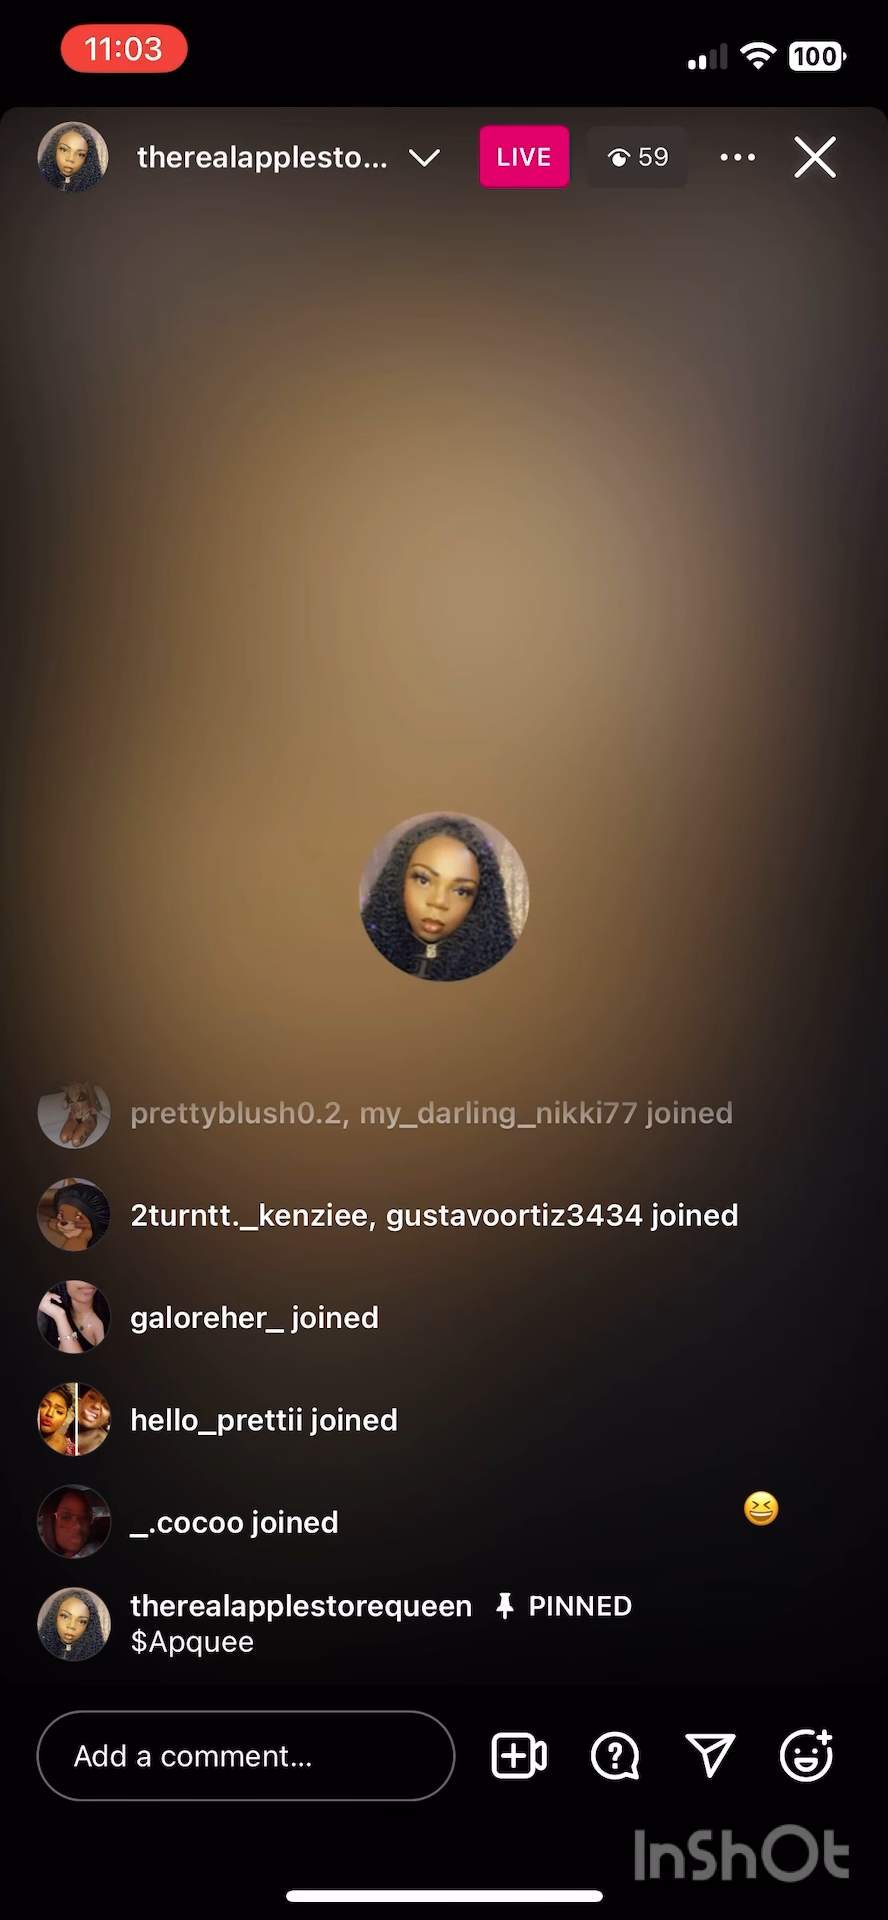 11:03
100
therealapplesto...
LIVE
59
prettyblush0.2, my_darling_nikki77 joined
2turntt._kenziee, gustavoortiz3434 joined
galoreher_ joined
hello_prettii joined
_.cocoo joined
therealapplestorequeen PINNED
$Apquee
Add a comment...
InShOt